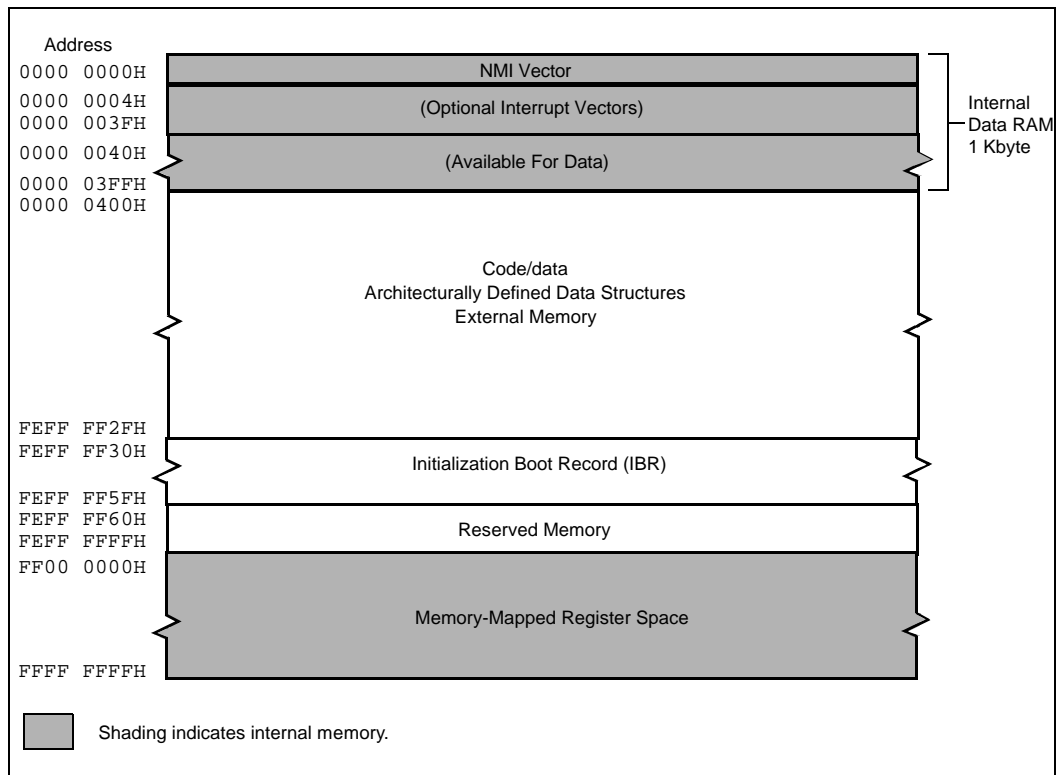 Address
0000 0000H
NMI Vector
0000 0004H
(Optional Interrupt Vectors)
0000 003FH
Internal
Data RAM
1 Kbyte
0000 0040H
(Available For Data)
0000 03FFH
0000 0400H
Code/data
Architecturally Defined Data Structures
External Memory
FEFF FF2FH
FEFF FF30H
Initialization Boot Record (IBR)
FEFF FF5FH
FEFF FF60H
Reserved Memory
FEFF FFFFH
FF00 0000H
Memory-Mapped Register Space
FFFF FFFFH
Shading indicates internal memory.